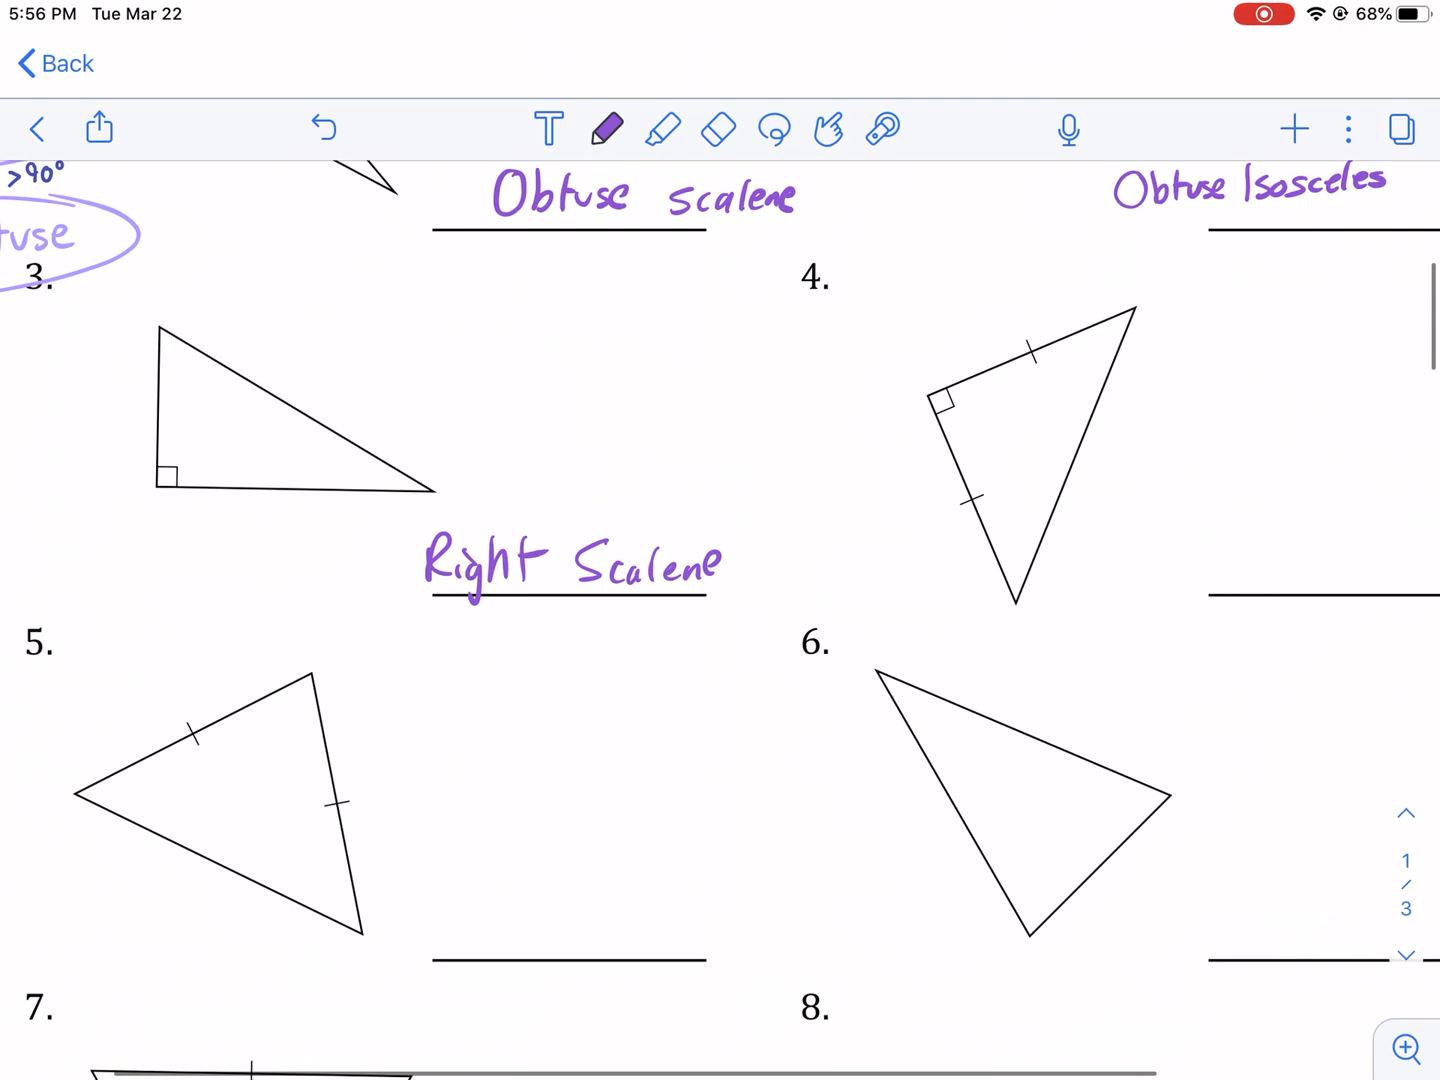 5:56 PM Tue Mar 22
68%
Back
>90°
tuse
Obtuse scalene
Obtuse Isosceles
3.
4.
Right Scalene
5.
6.
1
/
3
7.
8.